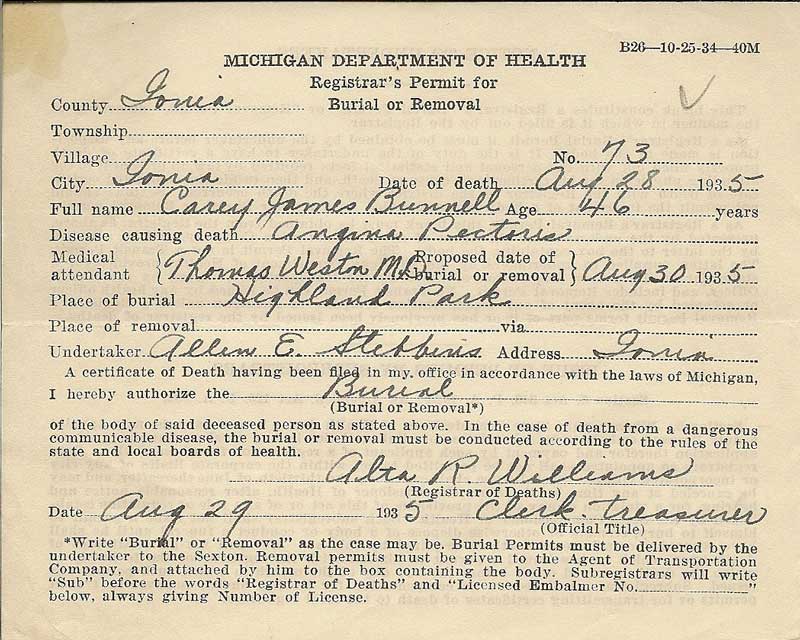 B26—10-25-34—40M
MICHIGAN DEPARTMENT OF HEALTH
Registrar's Permit for
Burial or Removal
County Ionia
Township
Village No. 73
City Ionia Date of death Aug 28 1935
Full name Carey James Bunnell Age 46 years
Disease causing death Angina Pectoris
Medical attendant Thomas Weston M.D. Proposed date of burial or removal Aug 30 1935
Place of burial Highland Park
Place of removal via
Undertaker Allen E. Stebbins Address Ionia
A certificate of Death having been filed in my office in accordance with the laws of Michigan,
I hereby authorize the Burial
(Burial or Removal*)
of the body of said deceased person as stated above. In the case of death from a dangerous
communicable disease, the burial or removal must be conducted according to the rules of the
state and local boards of health.
Alta R. Williams
(Registrar of Deaths)
Date Aug 29 1935 Clerk-Treasurer
(Official Title)
*Write "Burial" or "Removal" as the case may be. Burial Permits must be delivered by the
undertaker to the Sexton. Removal permits must be given to the Agent of Transportation
Company, and attached by him to the box containing the body. Subregistrars will write
"Sub" before the words "Registrar of Deaths" and "Licensed Embalmer No. "
below, always giving Number of License.